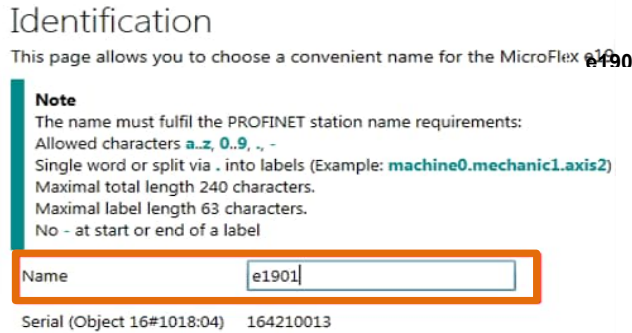 Identification
This page allows you to choose a convenient name for the MicroFlex e190
Note
The name must fulfil the PROFINET station name requirements:
Allowed characters a..z, 0..9, ., -
Single word or split via . into labels (Example: machine0.mechanic1.axis2)
Maximal total length 240 characters.
Maximal label length 63 characters.
No - at start or end of a label
Name e1901
Serial (Object 16#1018:04) 164210013